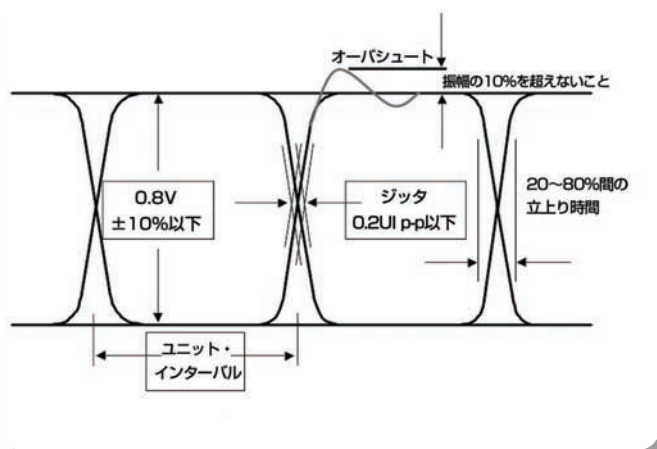 オーバシュート
振幅の10%を超えないこと
0.8V
±10%以下
ジッタ
0.2UI p-p以下
20~80%間の
立上り時間
ユニット・
インターバル